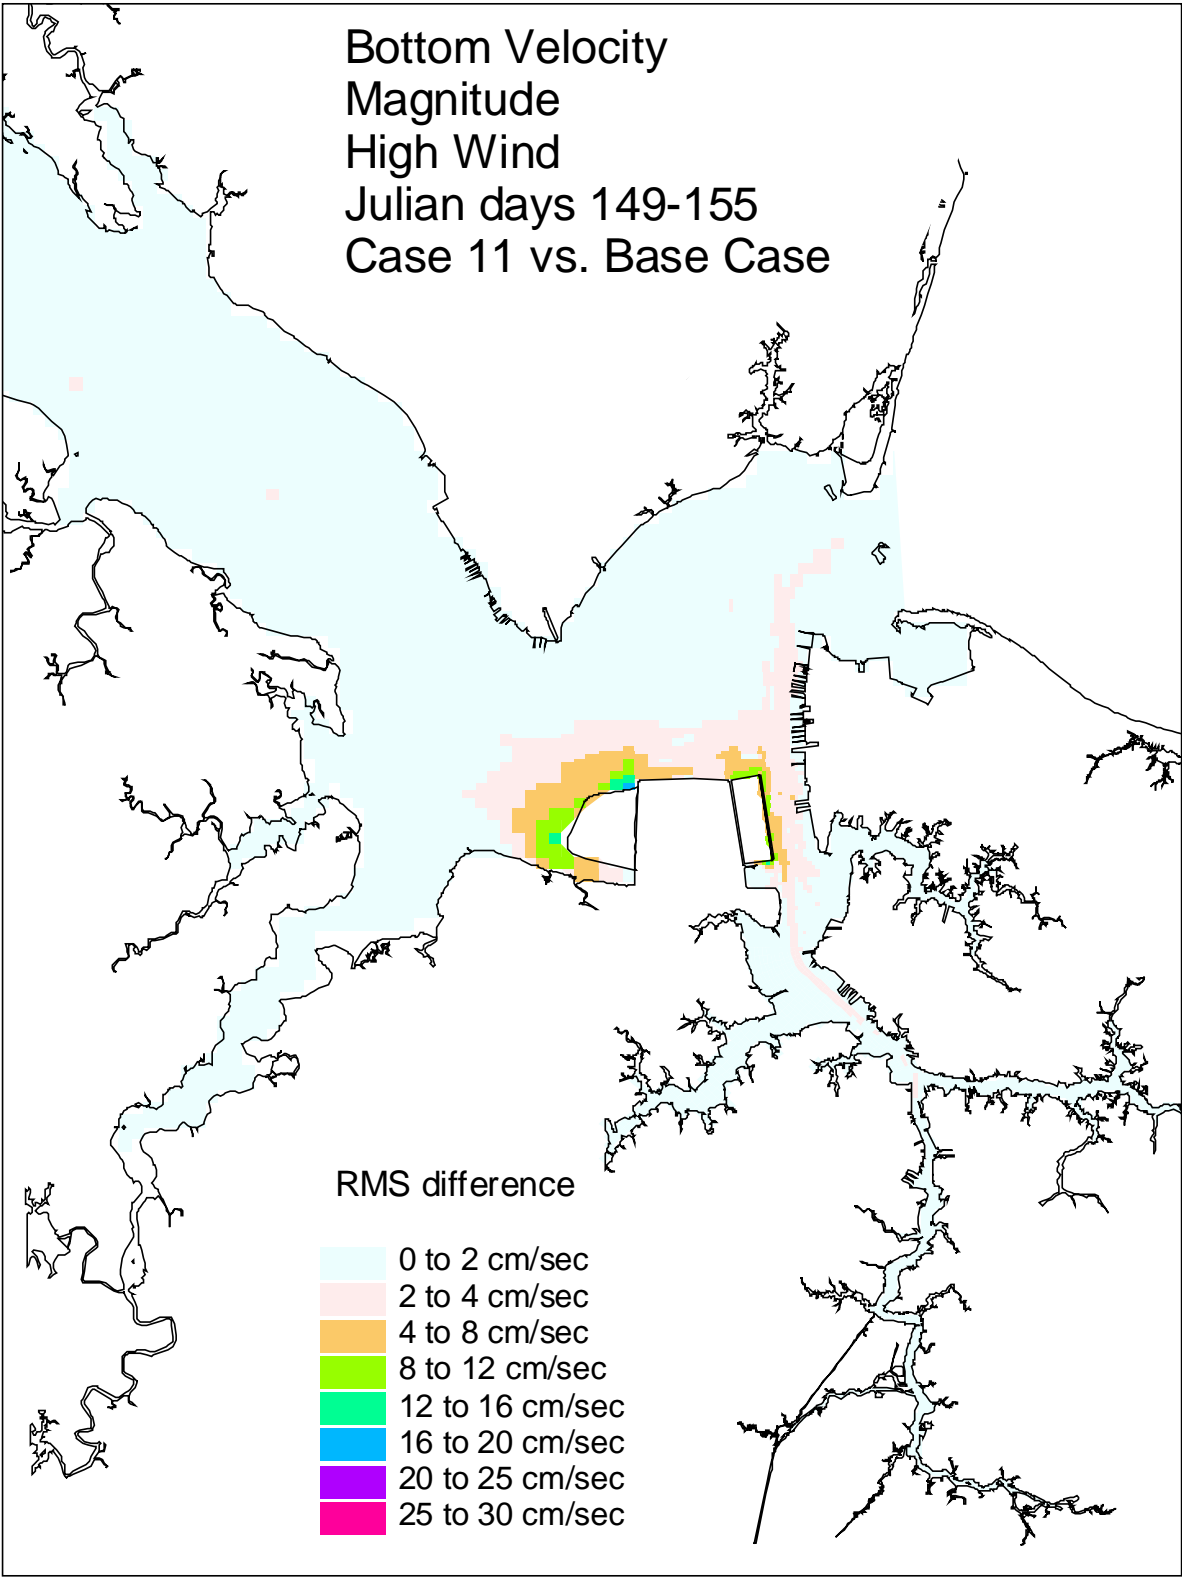 Bottom Velocity
Magnitude
High Wind
Julian days 149-155
Case 11 vs. Base Case
RMS difference
0 to 2 cm/sec
2 to 4 cm/sec
4 to 8 cm/sec
8 to 12 cm/sec
12 to 16 cm/sec
16 to 20 cm/sec
20 to 25 cm/sec
25 to 30 cm/sec